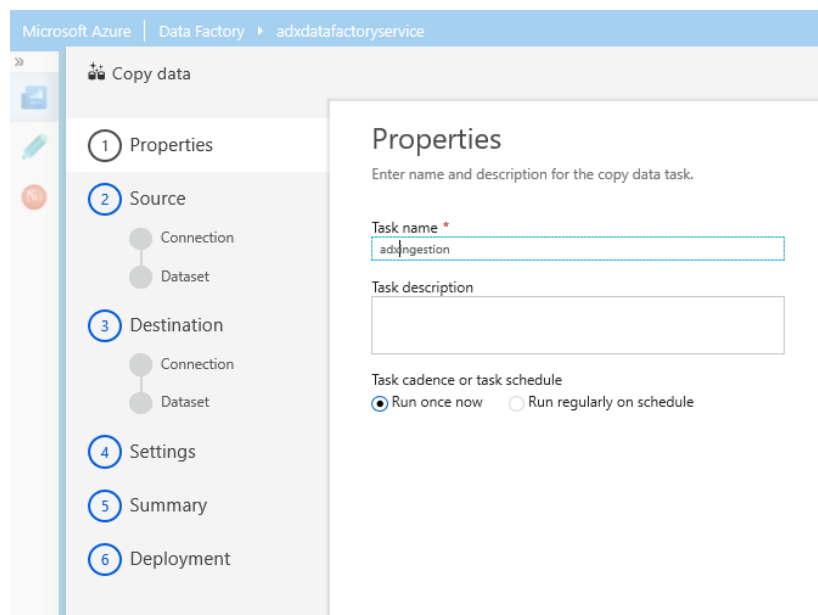 Microsoft Azure Data Factory adxdatafactoryservice
»
Copy data
1 Properties
2 Source
Connection
Dataset
3 Destination
Connection
Dataset
4 Settings
5 Summary
6 Deployment
Properties
Enter name and description for the copy data task.
Task name *
adxingestion
Task description
Task cadence or task schedule
Run once now Run regularly on schedule